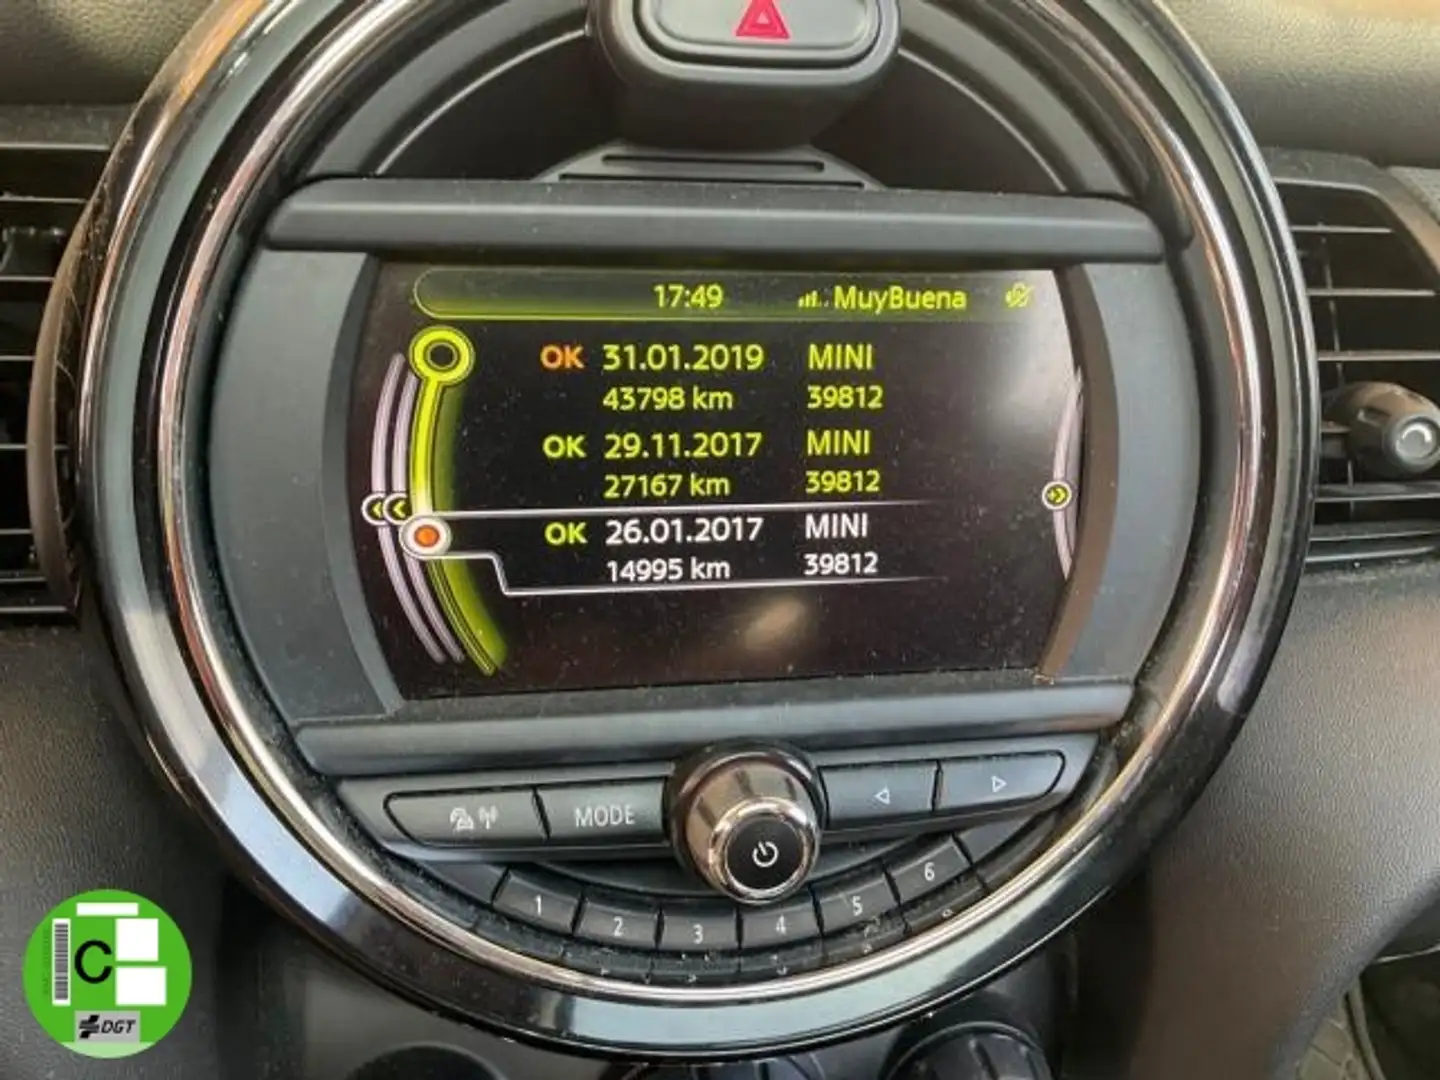 17:49 MuyBuena
OK 31.01.2019 MINI
43798 km 39812
OK 29.11.2017 MINI
27167 km 39812
OK 26.01.2017 MINI
14995 km 39812
MODE
1 2 3 4 5 6
C
DGT